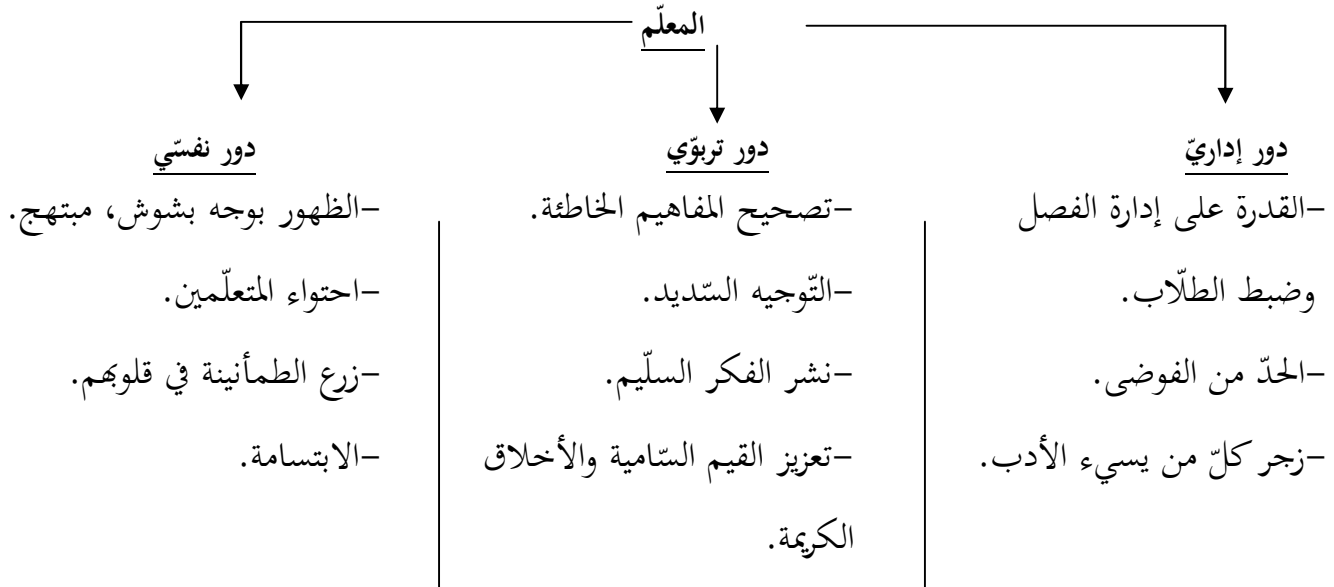 المعلّم
دور إداريّ
–القدرة على إدارة الفصل
وضبط الطلّاب.
–الحدّ من الفوضى.
–زجر كلّ من يسيء الأدب.
دور تربوّي
–تصحيح المفاهيم الخاطئة.
–التّوجيه السّديد.
–نشر الفكر السلّيم.
–تعزيز القيم السّامية والأخلاق
الكريمة.
دور نفسّي
–الظهور بوجه بشوش، مبتهج.
–احتواء المتعلّمين.
–زرع الطمأنينة في قلوبهم.
–الابتسامة.